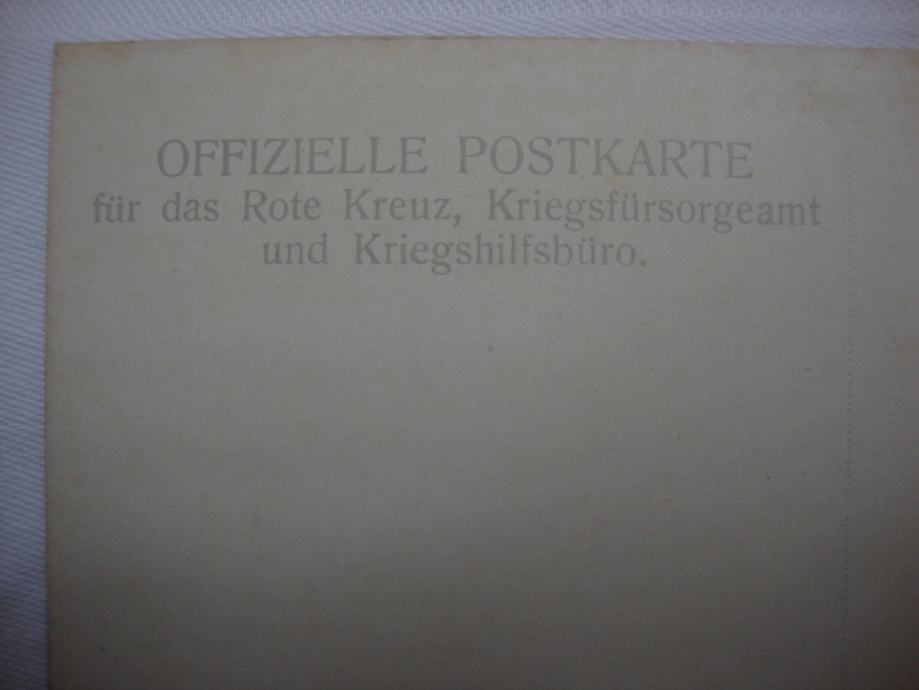 OFFIZIELLE POSTKARTE
für das Rote Kreuz, Kriegsfürsorgeamt
und Kriegshilfsbüro.